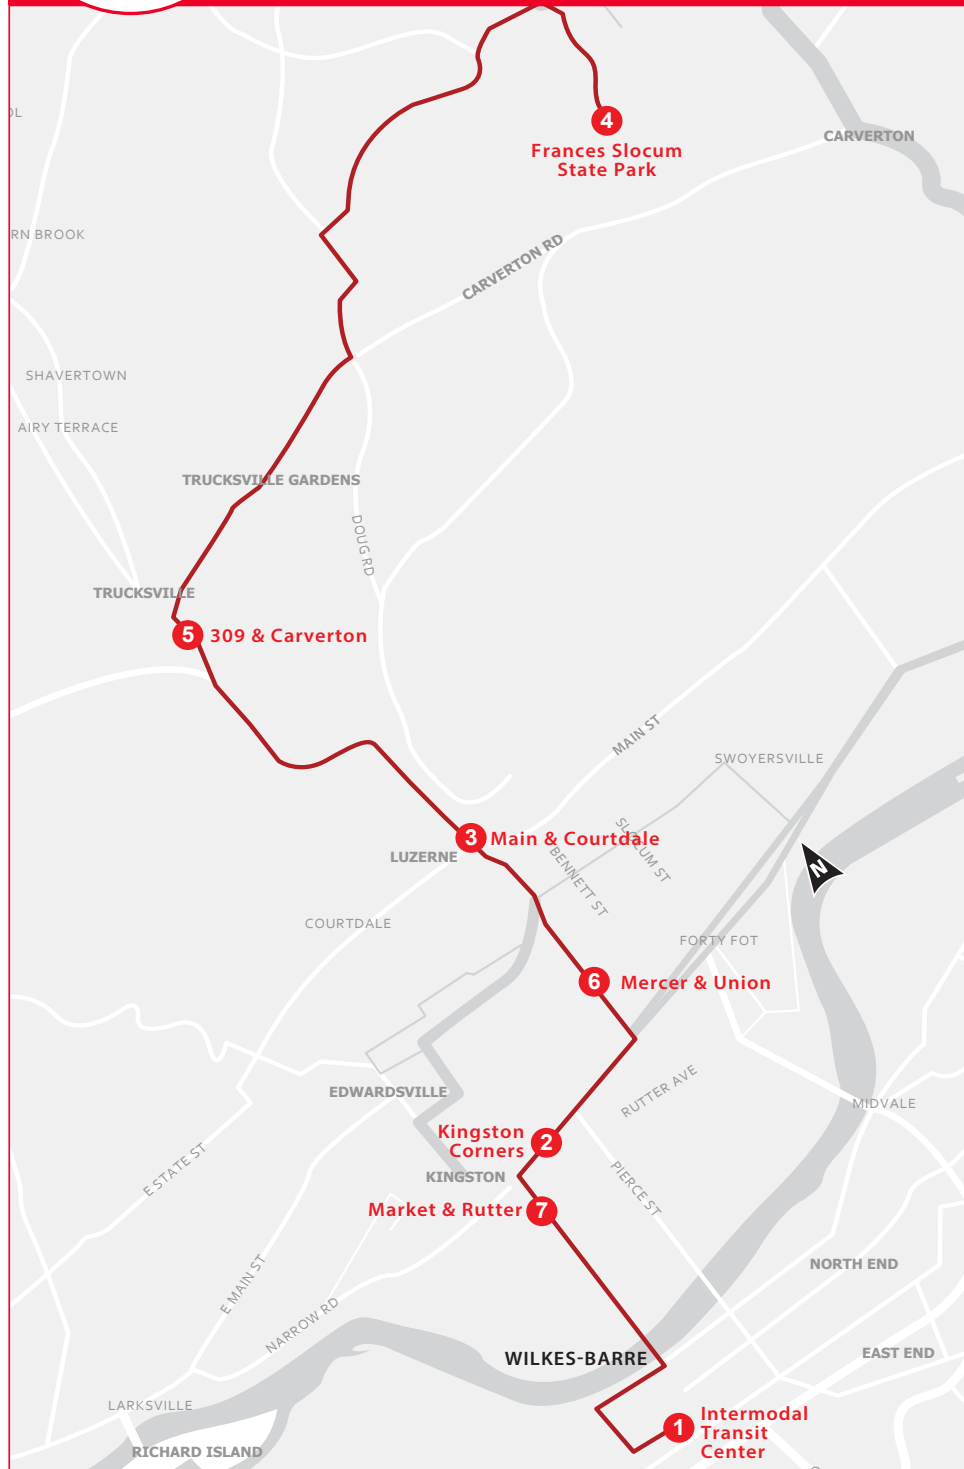 CARVERTON
4
Frances Slocum
State Park
RN BROOK
CARVERTON RD
SHAVERTOWN
AIRY TERRACE
TRUCKSVILLE GARDENS
DOUG RD
TRUCKSVILLE
5 309 & Carverton
MAIN ST
SWOYERSVILLE
3 Main & Courtdale
SLOCUM ST
LUZERNE
BENNETT ST
N
COURTDALE
FORTY FOT
6 Mercer & Union
EDWARDSVILLE
RUTTER AVE
MIDVALE
Kingston
Corners
2
E STATE ST
KINGSTON
PIERCE ST
Market & Rutter 7
E MAIN ST
NORTH END
NARROW RD
WILKES-BARRE
EAST END
LARKSVILLE
1
Intermodal
Transit
Center
RICHARD ISLAND